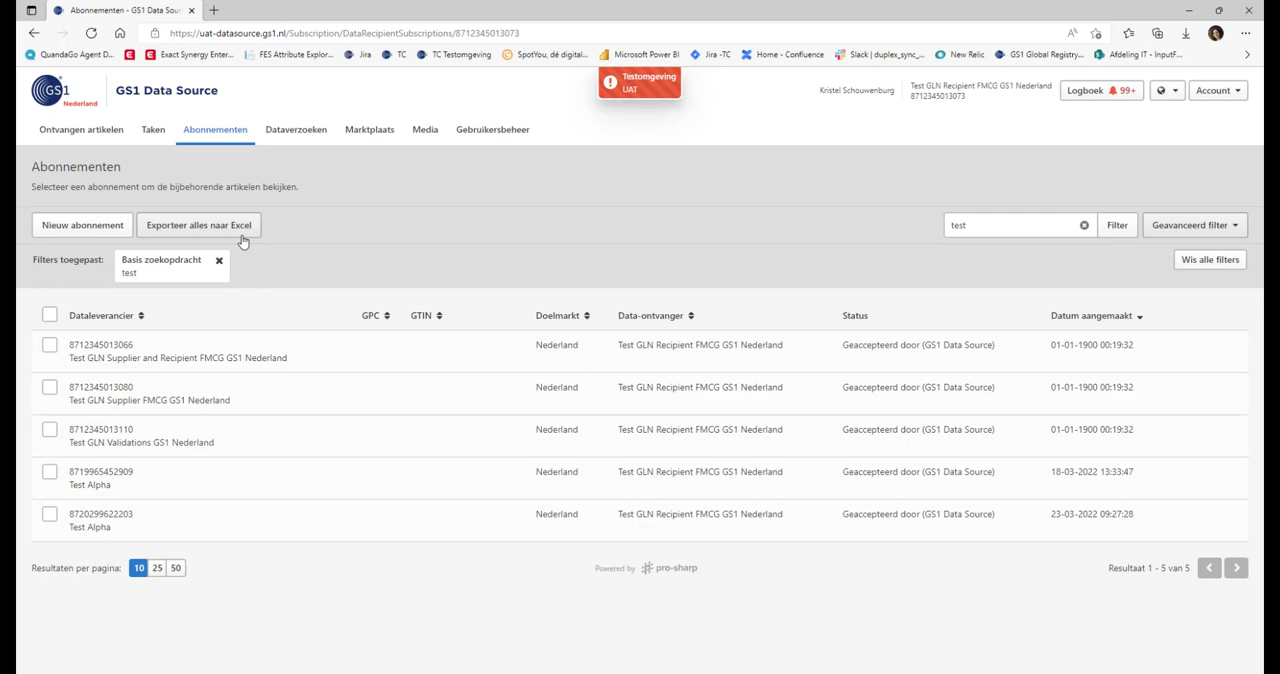 Abonnementen - GS1 Data Sour
https://uat-datasource.gs1.nl/Subscription/DataRecipientSubscriptions/8712345013073
QuandaGo Agent D... Exact Synergy Enter... FES Attribute Explor... Jira TC TC Testomgeving SpotYou, dé digital... Microsoft Power BI Jira -TC Home - Confluence Slack | duplex_sync_... New Relic GS1 Global Registry... Afdeling IT - InputF...
GS1 Nederland
GS1 Data Source
Testomgeving
UAT
Kristel Schouwenburg
Test GLN Recipient FMCG GS1 Nederland
8712345013073
Logboek 99+
Account
Ontvangen artikelen Taken Abonnementen Dataverzoeken Marktplaats Media Gebruikersbeheer
Abonnementen
Selecteer een abonnement om de bijbehorende artikelen bekijken.
Nieuw abonnement Exporteer alles naar Excel test Filter Geavanceerd filter
Filters toegepast: Basis zoekopdracht
test
Wis alle filters
Dataleverancier GPC GTIN Doelmarkt Data-ontvanger Status Datum aangemaakt
8712345013066 Nederland Test GLN Recipient FMCG GS1 Nederland Geaccepteerd door (GS1 Data Source) 01-01-1900 00:19:32
Test GLN Supplier and Recipient FMCG GS1 Nederland
8712345013080 Nederland Test GLN Recipient FMCG GS1 Nederland Geaccepteerd door (GS1 Data Source) 01-01-1900 00:19:32
Test GLN Supplier FMCG GS1 Nederland
8712345013110 Nederland Test GLN Recipient FMCG GS1 Nederland Geaccepteerd door (GS1 Data Source) 01-01-1900 00:19:32
Test GLN Validations GS1 Nederland
8719965452909 Nederland Test GLN Recipient FMCG GS1 Nederland Geaccepteerd door (GS1 Data Source) 18-03-2022 13:33:47
Test Alpha
8720299622203 Nederland Test GLN Recipient FMCG GS1 Nederland Geaccepteerd door (GS1 Data Source) 23-03-2022 09:27:28
Test Alpha
Resultaten per pagina: 10 25 50 Powered by pro-sharp Resultaat 1 - 5 van 5